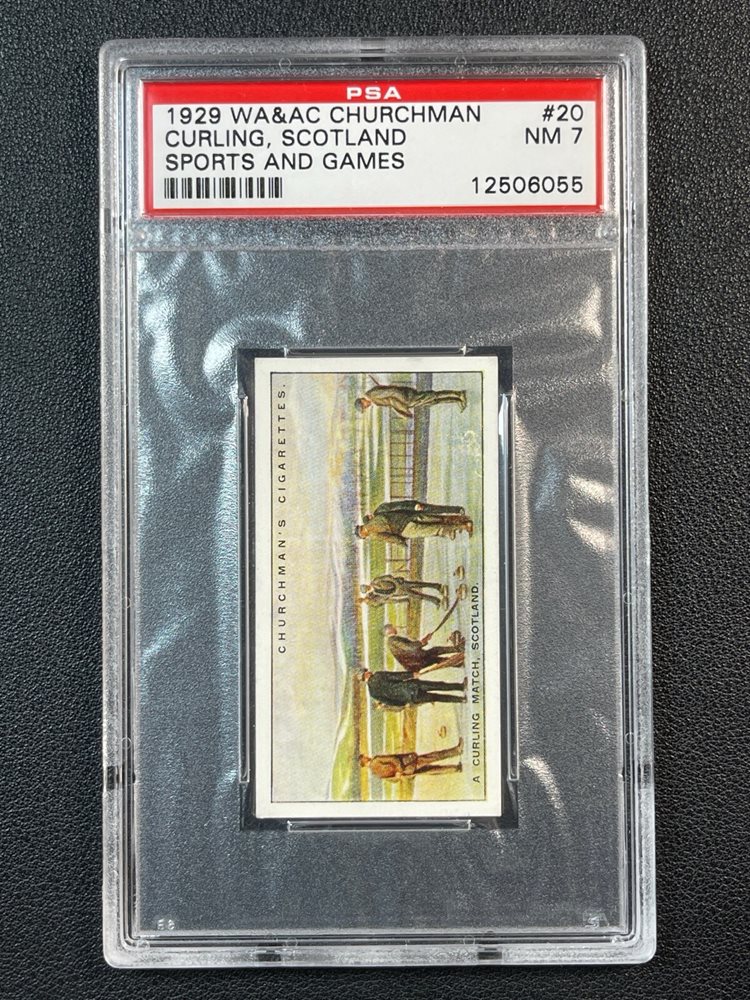 PSA
1929 WA&AC CHURCHMAN #20
CURLING, SCOTLAND NM 7
SPORTS AND GAMES
12506055
CHURCHMAN'S CIGARETTES.
A CURLING MATCH, SCOTLAND.